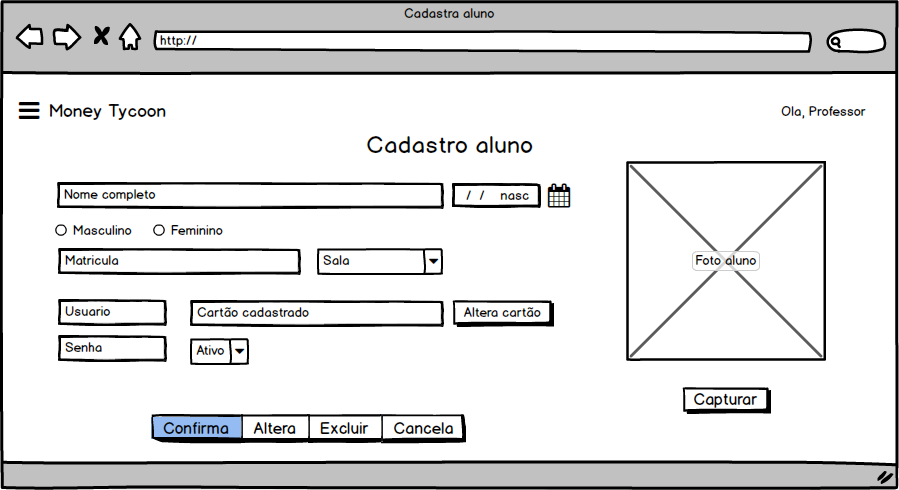 Cadastra aluno
http://
Money Tycoon
Ola, Professor
Cadastro aluno
Nome completo
/ / nasc
Masculino Feminino
Matricula
Sala
Foto aluno
Usuario
Cartão cadastrado
Altera cartão
Senha
Ativo
Capturar
Confirma Altera Excluir Cancela